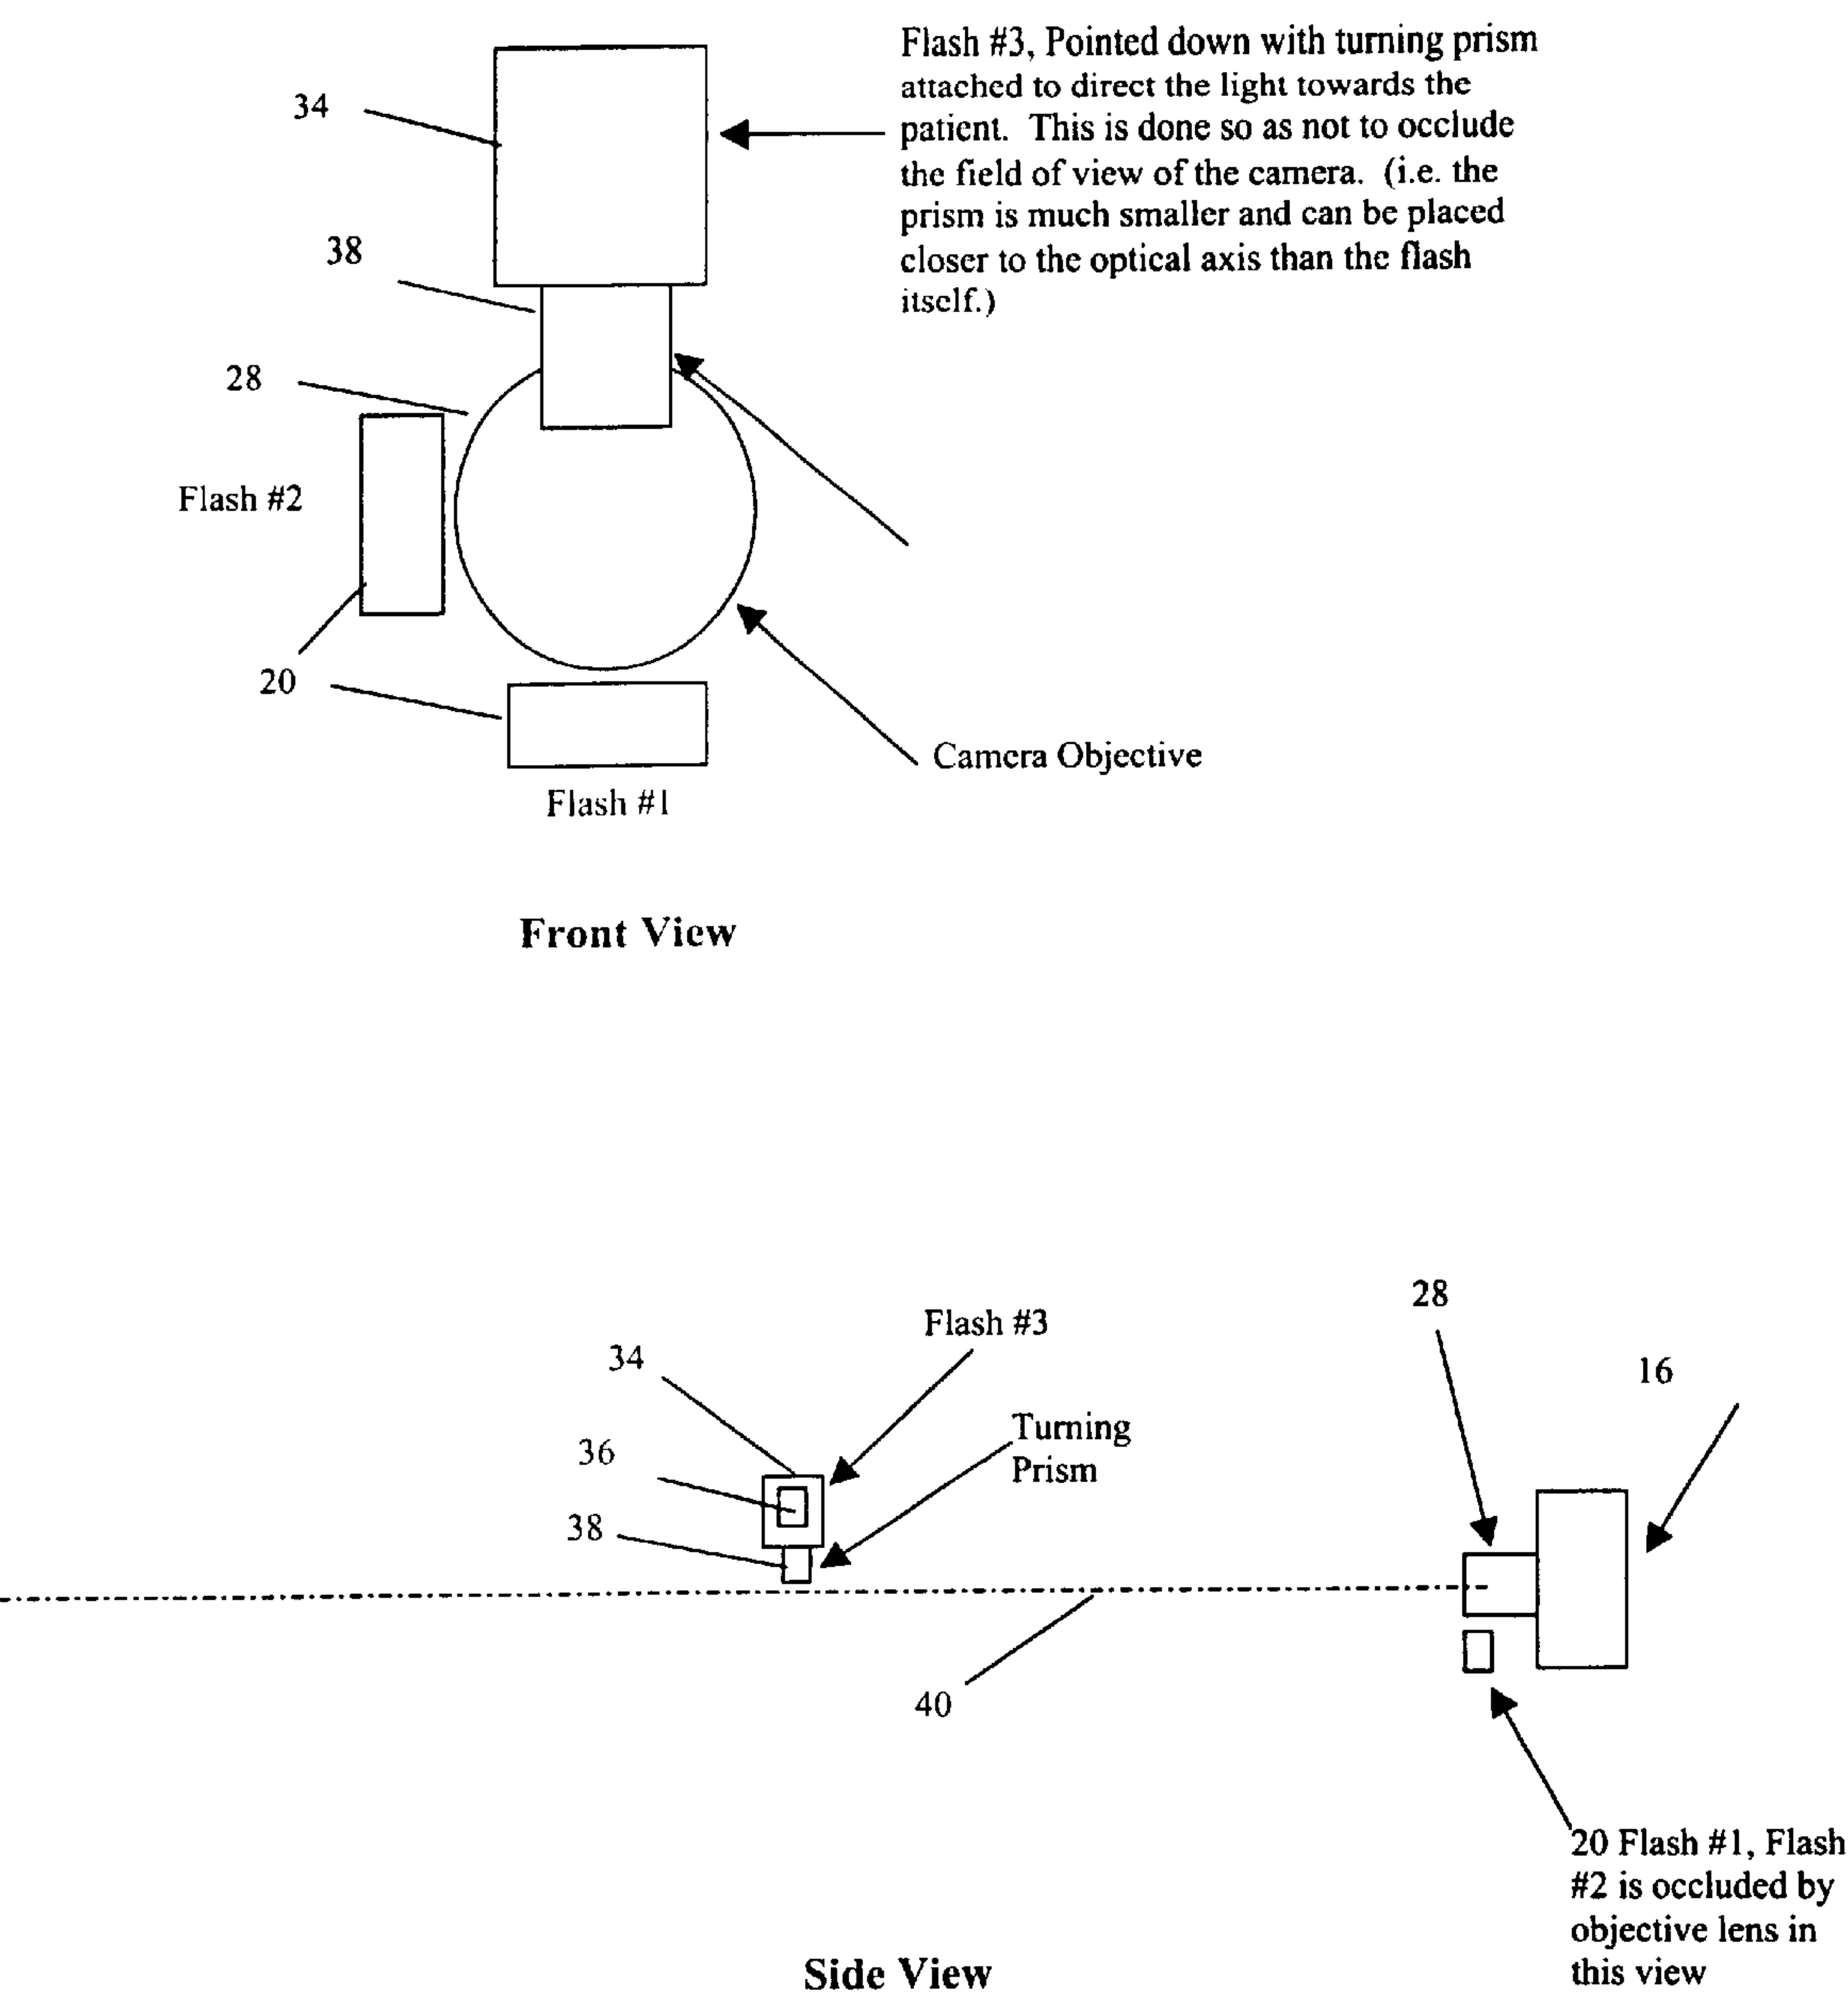 Flash #3, Pointed down with turning prism
attached to direct the light towards the
patient. This is done so as not to occlude
the field of view of the camera. (i.e. the
prism is much smaller and can be placed
closer to the optical axis than the flash
itself.)
34
38
28
Flash #2
20
Camera Objective
Flash #1
Front View
28
Flash #3
34
16
Turning
Prism
36
38
40
20 Flash #1, Flash
#2 is occluded by
objective lens in
this view
Side View